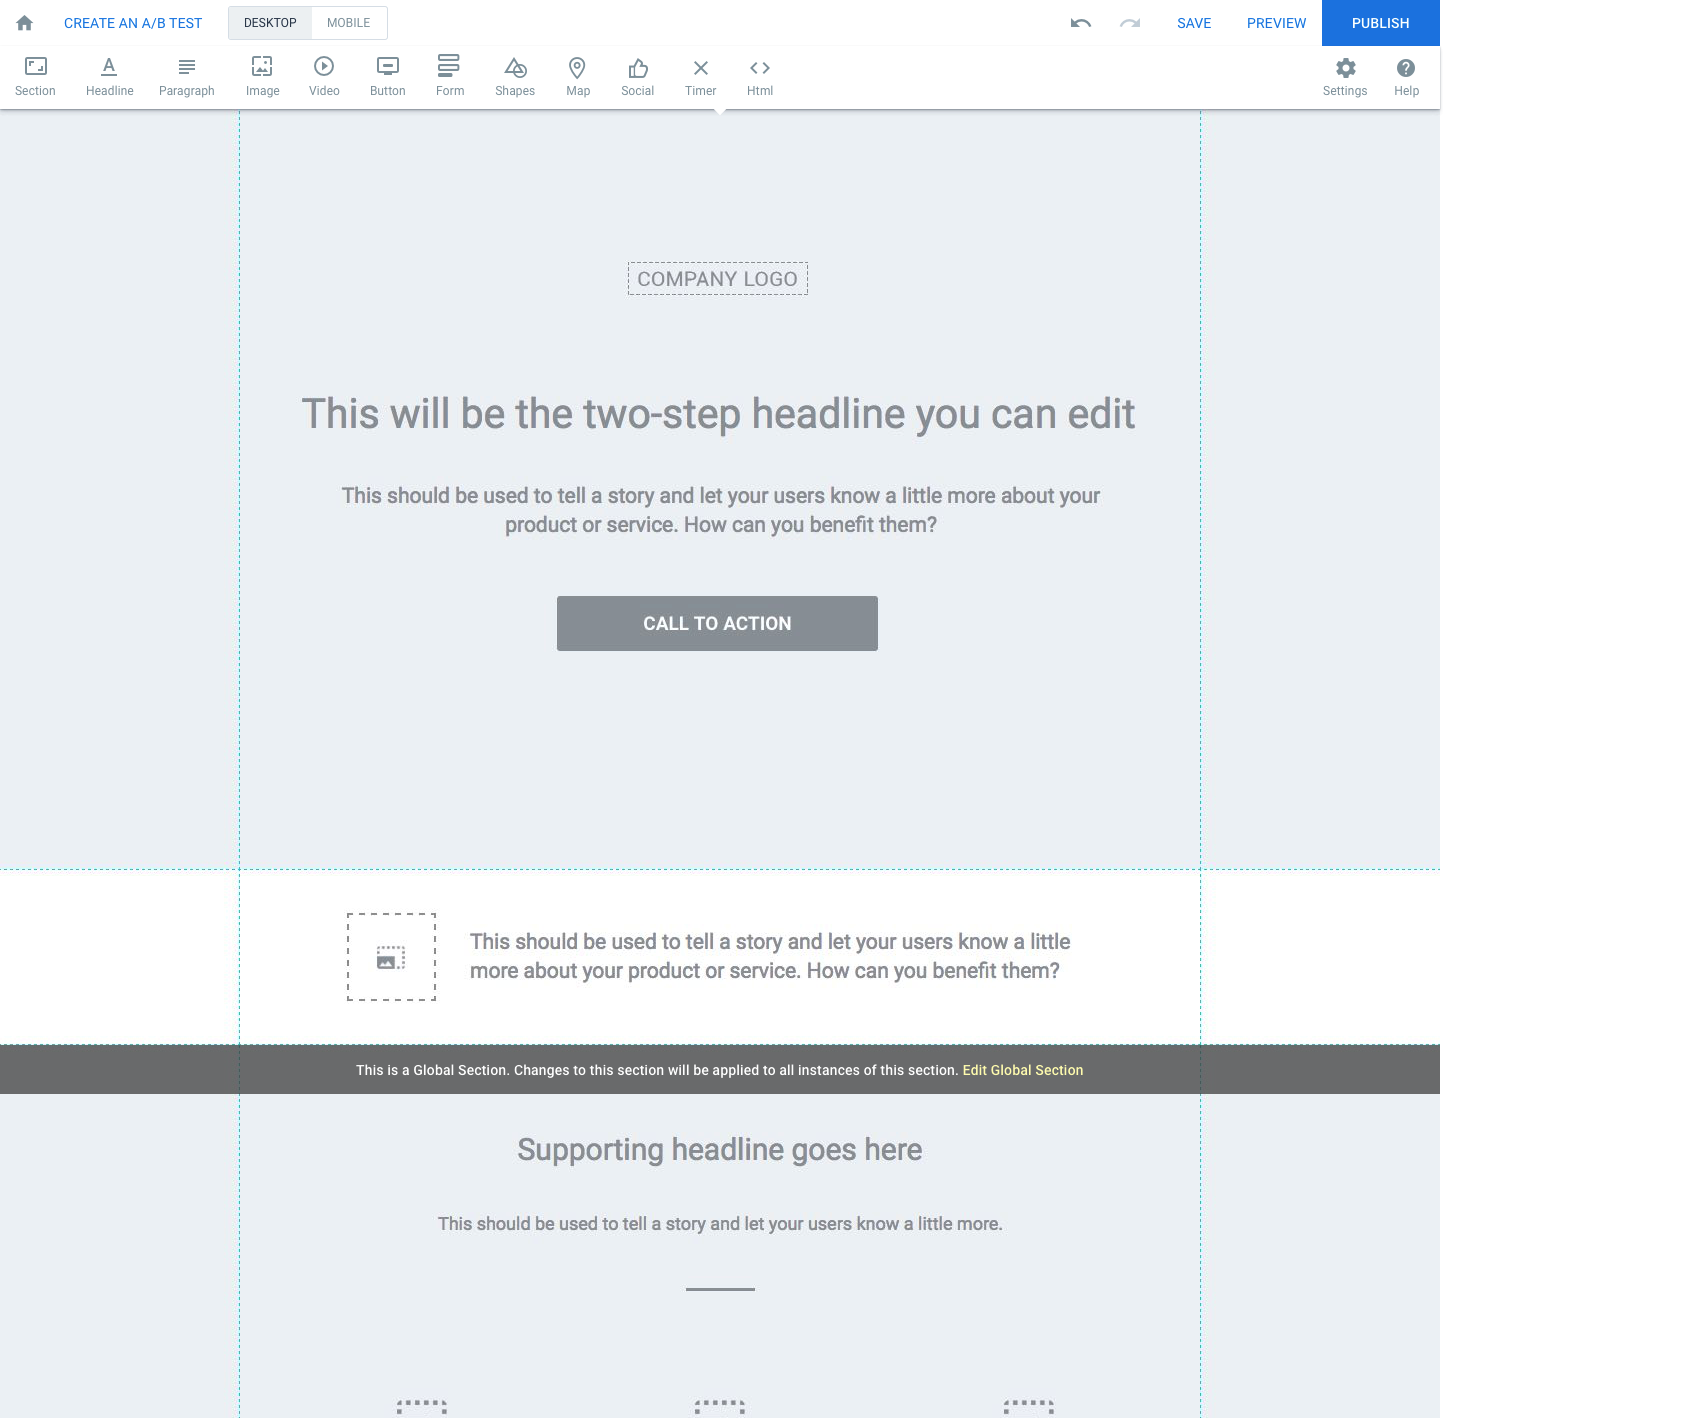 CREATE AN A/B TEST DESKTOP MOBILE SAVE PREVIEW PUBLISH
Section Headline Paragraph Image Video Button Form Shapes Map Social Timer Html Settings Help
COMPANY LOGO
This will be the two-step headline you can edit
This should be used to tell a story and let your users know a little more about your
product or service. How can you benefit them?
CALL TO ACTION
This should be used to tell a story and let your users know a little
more about your product or service. How can you benefit them?
This is a Global Section. Changes to this section will be applied to all instances of this section. Edit Global Section
Supporting headline goes here
This should be used to tell a story and let your users know a little more.